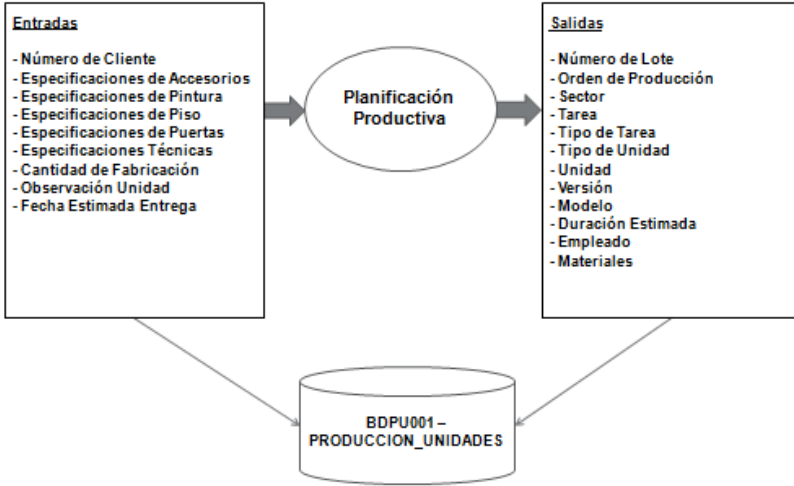 Entradas
- Número de Cliente
- Especificaciones de Accesorios
- Especificaciones de Pintura
- Especificaciones de Piso
- Especificaciones de Puertas
- Especificaciones Técnicas
- Cantidad de Fabricación
- Observación Unidad
- Fecha Estimada Entrega
Planificación
Productiva
Salidas
- Número de Lote
- Orden de Producción
- Sector
- Tarea
- Tipo de Tarea
- Tipo de Unidad
- Unidad
- Versión
- Modelo
- Duración Estimada
- Empleado
- Materiales
BDPU001 –
PRODUCCION_UNIDADES